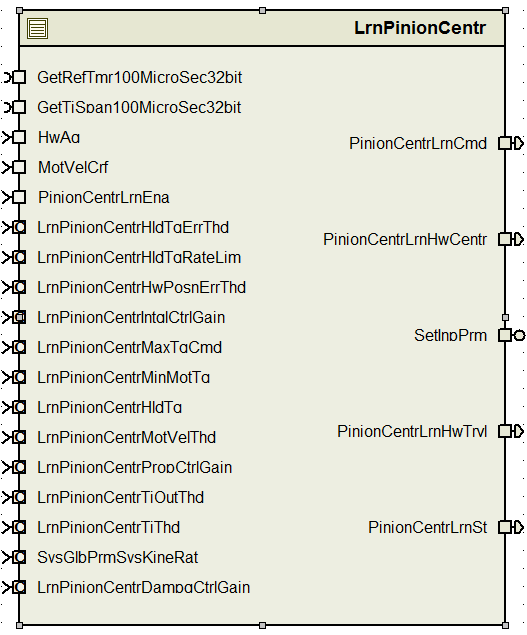 LrnPinionCentr
GetRefTmr100MicroSec32bit
GetTiSpan100MicroSec32bit
HwAg
MotVelCrf
PinionCentrLrnEna
LrnPinionCentrHldTqErrThd
LrnPinionCentrHldTqRateLim
LrnPinionCentrHwPosnErrThd
LrnPinionCentrIntglCtrlGain
LrnPinionCentrMaxTqCmd
LrnPinionCentrMinMotTq
LrnPinionCentrHldTq
LrnPinionCentrMotVelThd
LrnPinionCentrPropCtrlGain
LrnPinionCentrTiOutThd
LrnPinionCentrTiThd
SysGlbPrmSysKineRat
LrnPinionCentrDampgCtrlGain
PinionCentrLrnCmd
PinionCentrLrnHwCentr
SetInpPrm
PinionCentrLrnHwTrvl
PinionCentrLrnSt